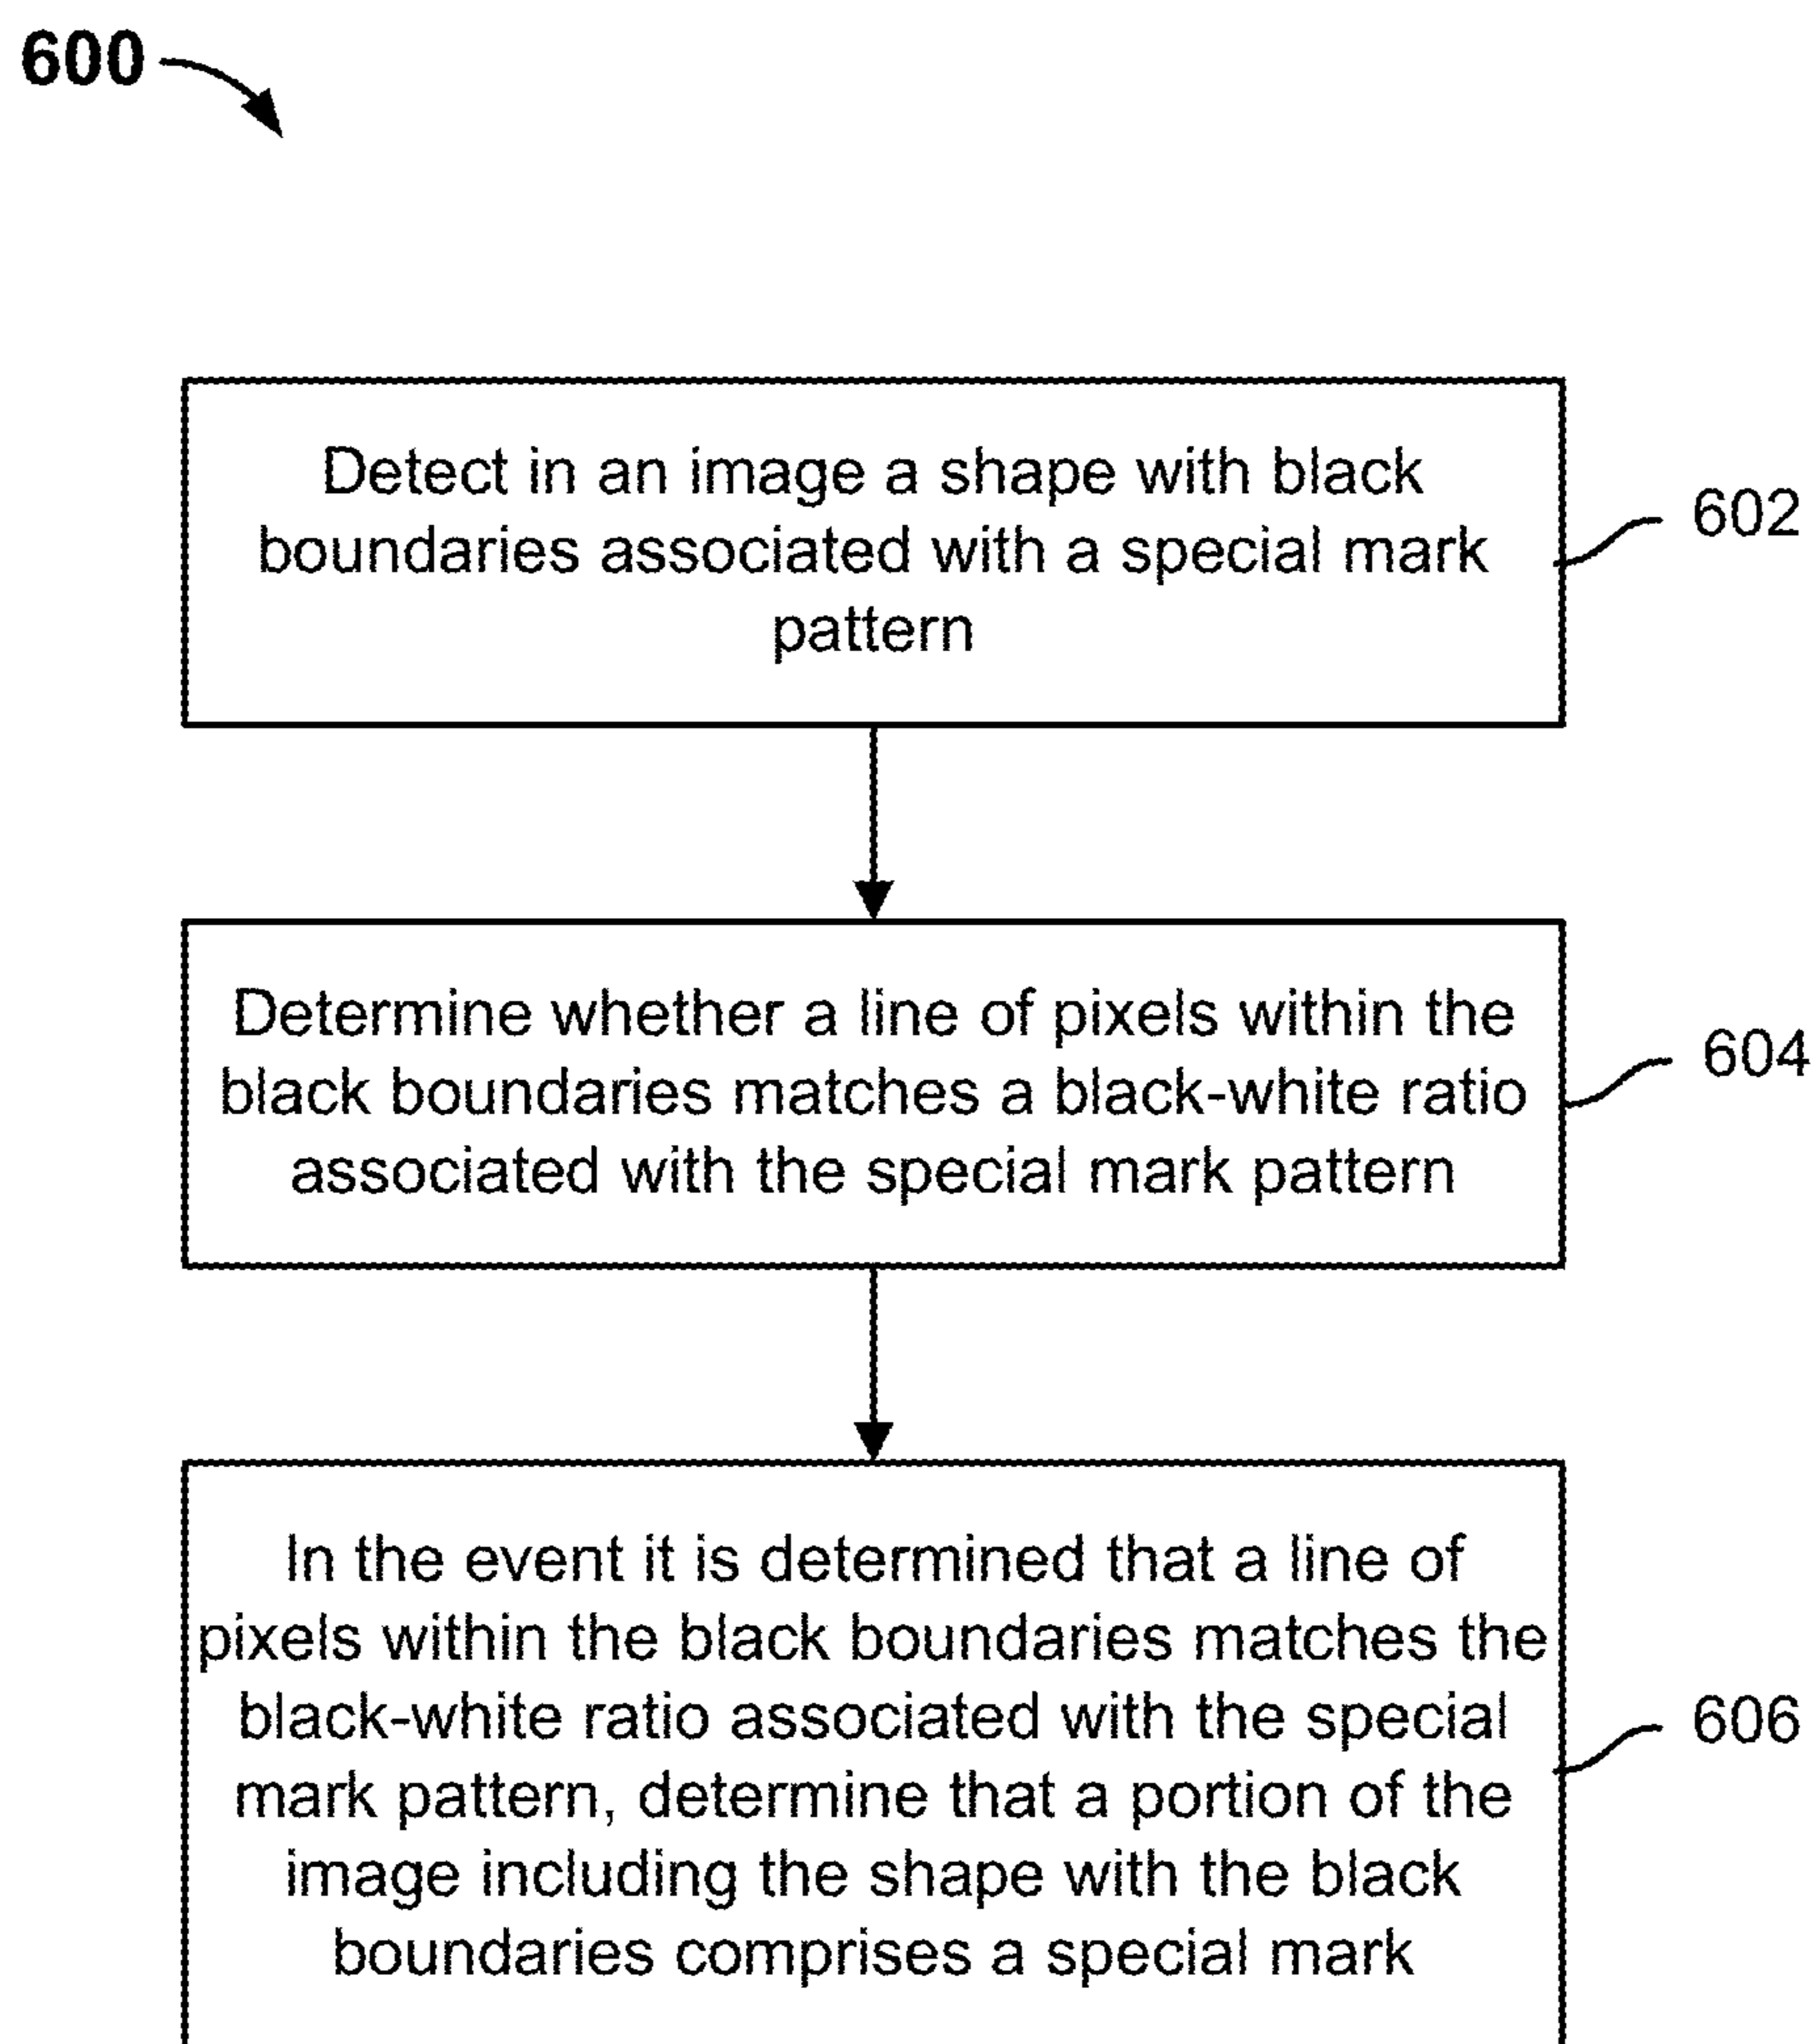 600
Detect in an image a shape with black
boundaries associated with a special mark
pattern
602
Determine whether a line of pixels within the
black boundaries matches a black-white ratio
associated with the special mark pattern
604
In the event it is determined that a line of
pixels within the black boundaries matches the
black-white ratio associated with the special
mark pattern, determine that a portion of the
image including the shape with the black
boundaries comprises a special mark
606